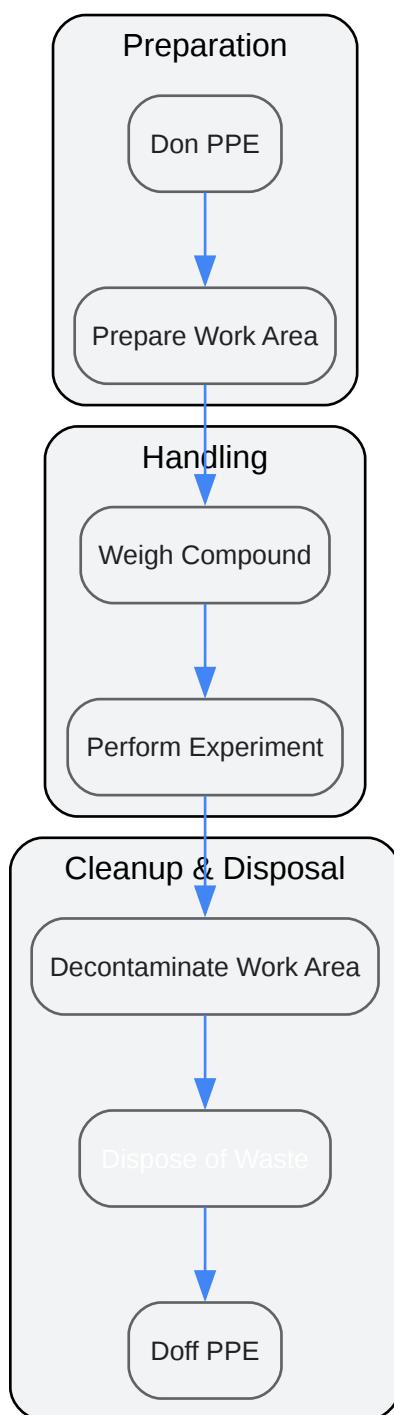 Preparation
Don PPE
Prepare Work Area
Handling
Weigh Compound
Perform Experiment
Cleanup & Disposal
Decontaminate Work Area
Dispose of Waste
Doff PPE